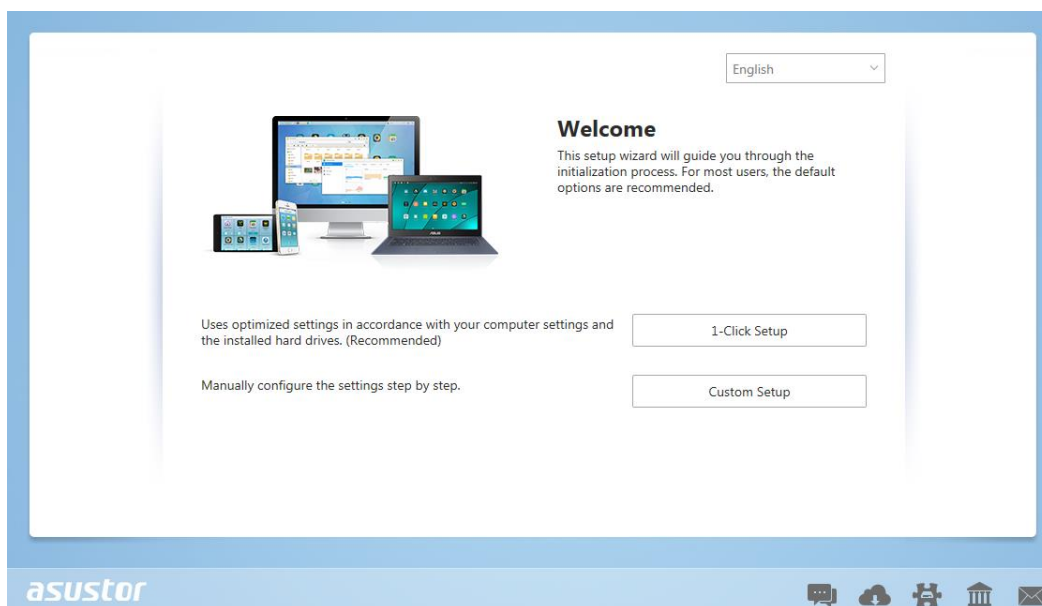 English
Welcome
This setup wizard will guide you through the
initialization process. For most users, the default
options are recommended.
Uses optimized settings in accordance with your computer settings and
the installed hard drives. (Recommended)
1-Click Setup
Manually configure the settings step by step.
Custom Setup
asustor